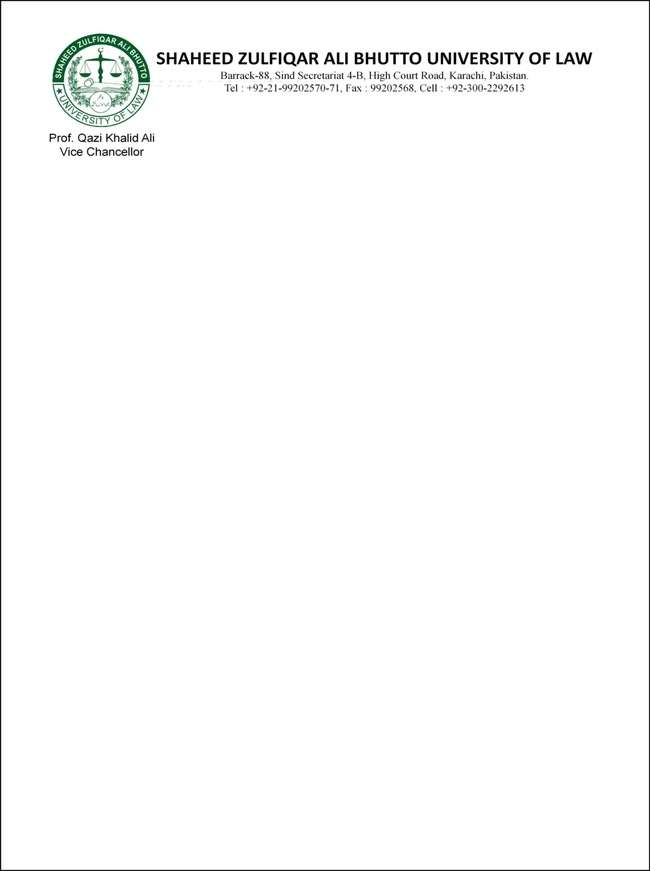 SHAHEED ZULFIQAR ALI BHUTTO
UNIVERSITY OF LAW
SHAHEED ZULFIQAR ALI BHUTTO UNIVERSITY OF LAW
Barrack-88, Sind Secretariat 4-B, High Court Road, Karachi, Pakistan.
Tel : +92-21-99202570-71, Fax : 99202568, Cell : +92-300-2292613
Prof. Qazi Khalid Ali
Vice Chancellor